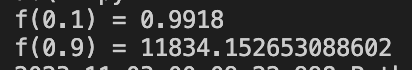 f(0.1) = 0.9918
f(0.9) = 11834.152653088602